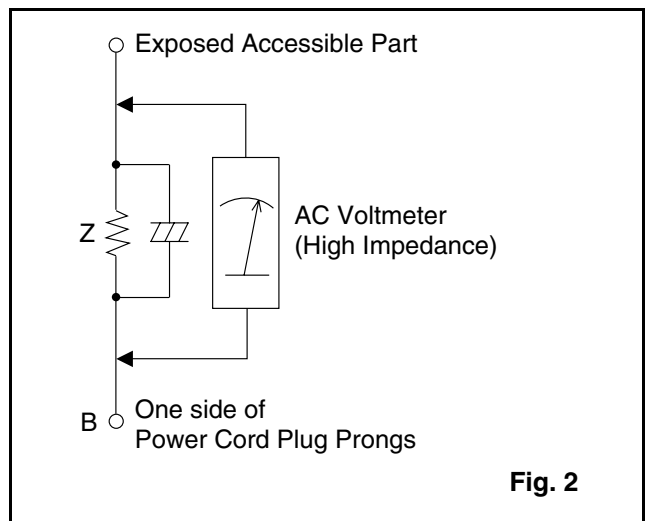 Exposed Accessible Part
Z
AC Voltmeter
(High Impedance)
B
One side of
Power Cord Plug Prongs
Fig. 2